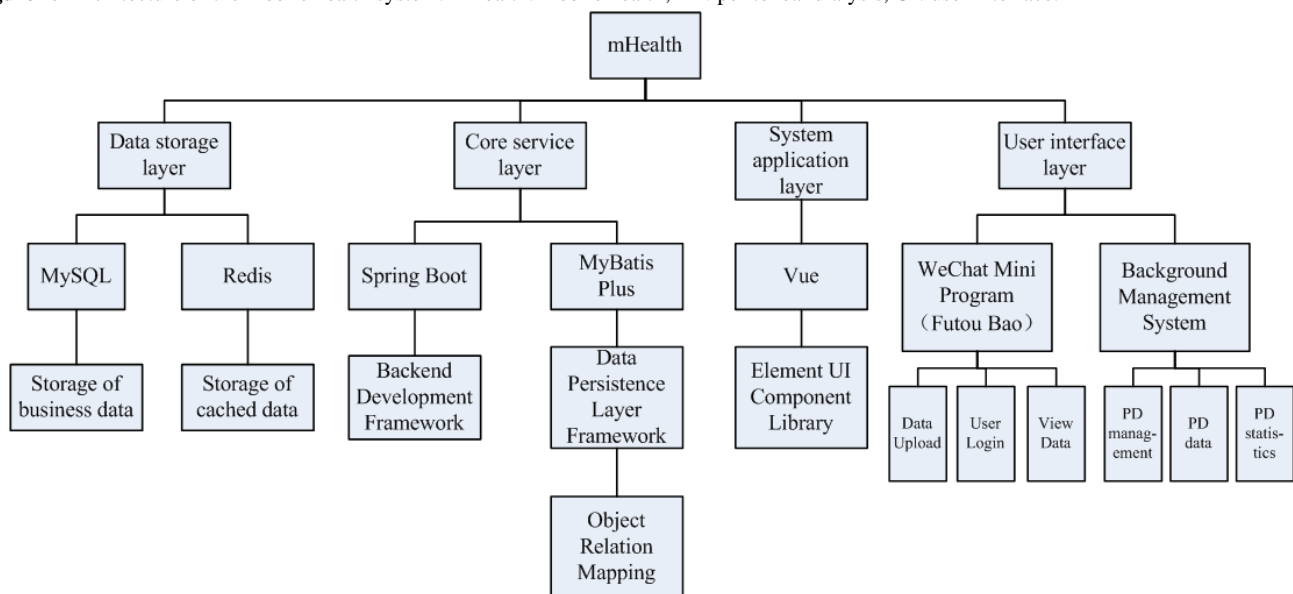 mHealth
Data storage
layer
Core service
layer
System
application
layer
User interface
layer
MySQL
Redis
Spring Boot
MyBatis
Plus
Vue
WeChat Mini
Program
（Futou Bao）
Background
Management
System
Storage of
business data
Storage of
cached data
Backend
Development
Framework
Data
Persistence
Layer
Framework
Element UI
Component
Library
Data
Upload
User
Login
View
Data
PD
manag-
ement
PD
data
PD
statis-
tics
Object
Relation
Mapping